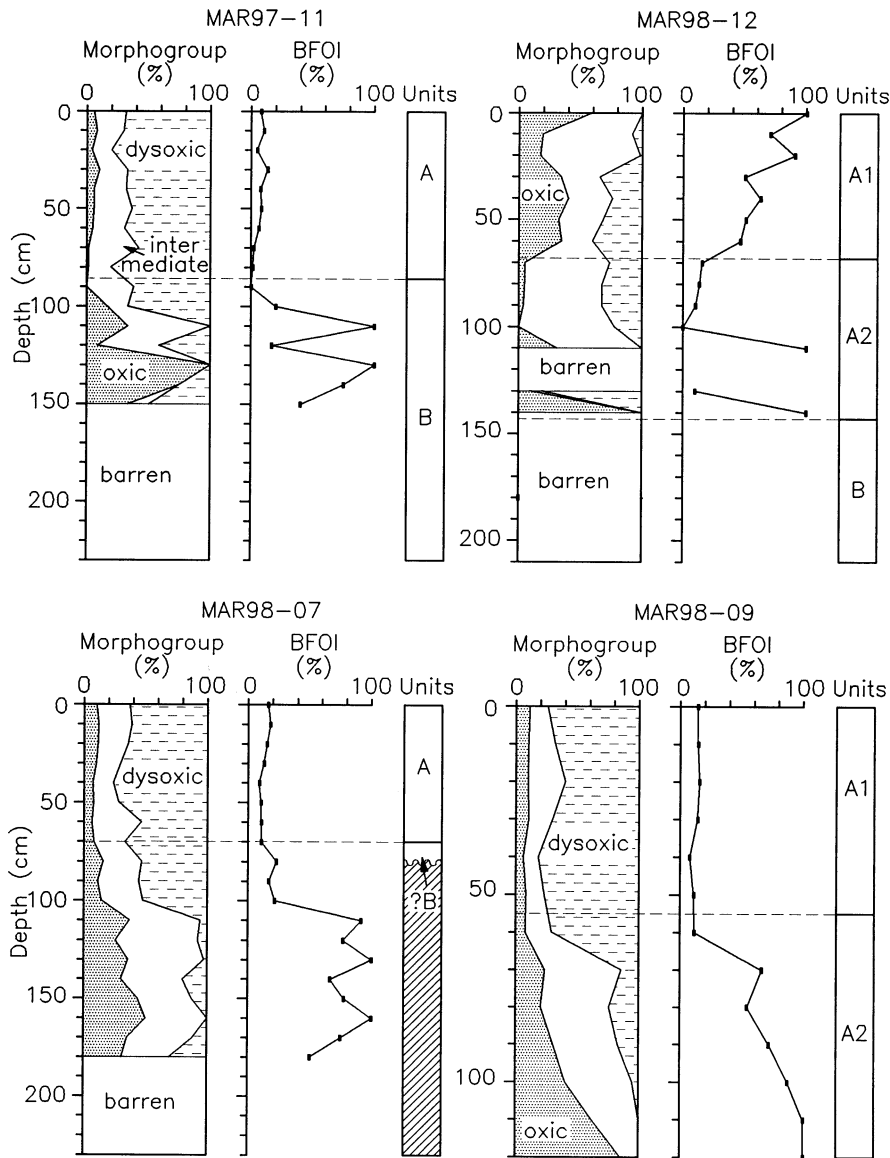 MAR97-11
Morphogroup BFOI
(%) (%)
0 100 0 100 Units
0
50
100
150
200
Depth (cm)
dysoxic
inter
mediate
oxic
barren
A
B
MAR98-12
Morphogroup BFOI
(%) (%)
0 100 0 100 Units
0
50
100
150
200
oxic
barren
barren
A1
A2
B
MAR98-07
Morphogroup BFOI
(%) (%)
0 100 0 100 Units
0
50
100
150
200
Depth (cm)
dysoxic
barren
A
?B
MAR98-09
Morphogroup BFOI
(%) (%)
0 100 0 100 Units
0
50
100
dysoxic
oxic
A1
A2